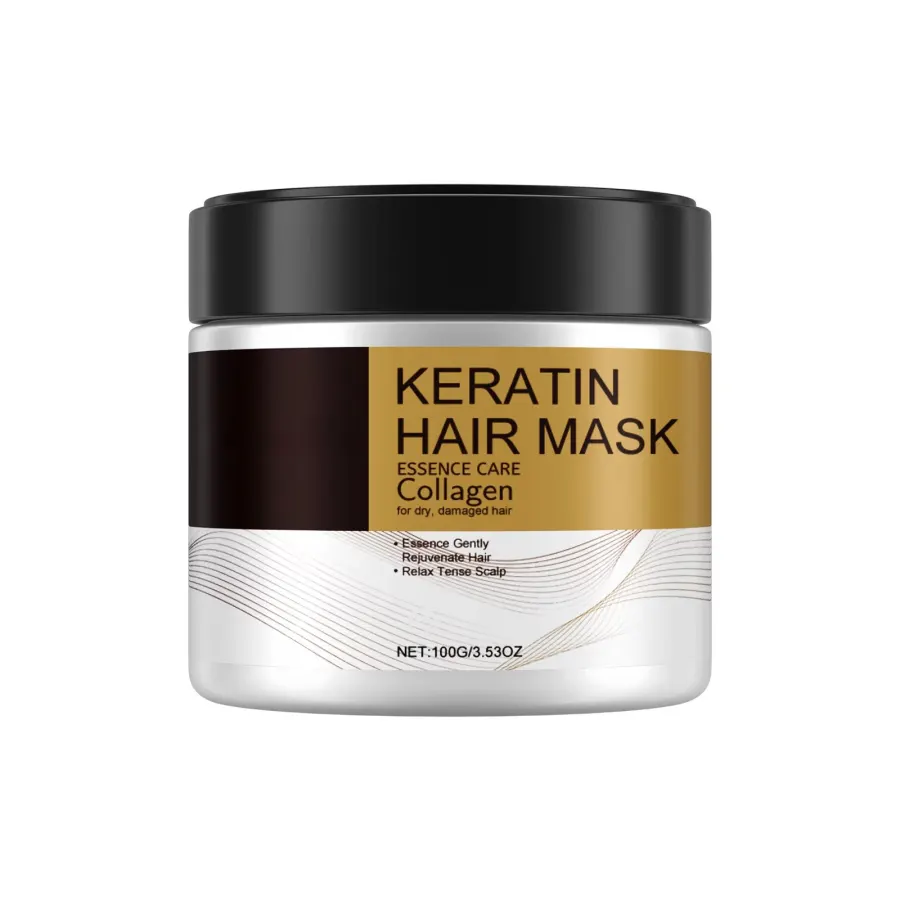 KERATIN
HAIR MASK
ESSENCE CARE
Collagen
for dry, damaged hair
• Essence Gently
Rejuvenate Hair
• Relax Tense Scalp
NET:100G/3.53OZ